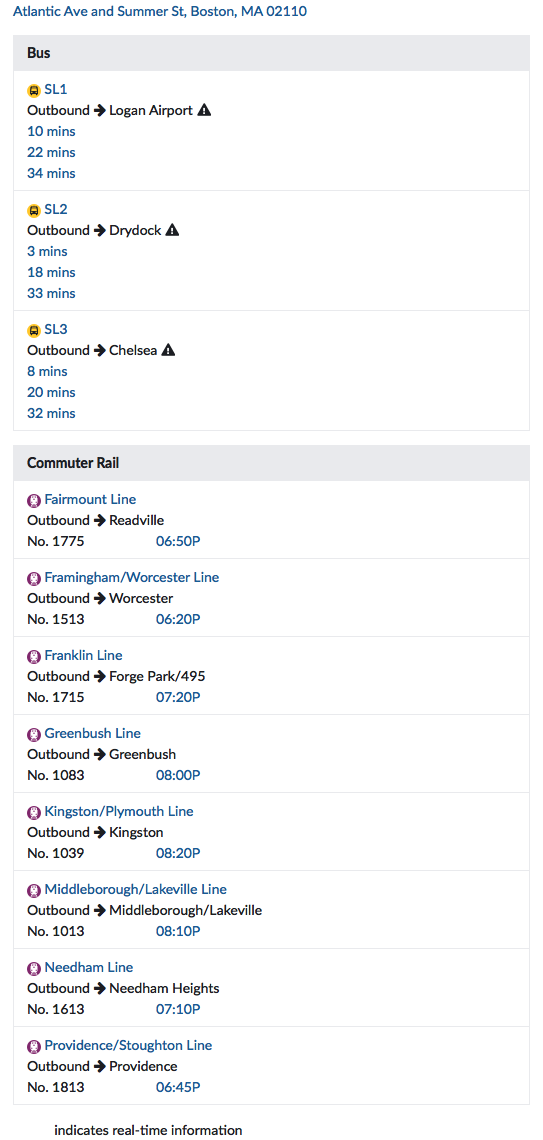 Atlantic Ave and Summer St, Boston, MA 02110
Bus
SL1
Outbound → Logan Airport
10 mins
22 mins
34 mins
SL2
Outbound → Drydock
3 mins
18 mins
33 mins
SL3
Outbound → Chelsea
8 mins
20 mins
32 mins
Commuter Rail
Fairmount Line
Outbound → Readville
No. 1775 06:50P
Framingham/Worcester Line
Outbound → Worcester
No. 1513 06:20P
Franklin Line
Outbound → Forge Park/495
No. 1715 07:20P
Greenbush Line
Outbound → Greenbush
No. 1083 08:00P
Kingston/Plymouth Line
Outbound → Kingston
No. 1039 08:20P
Middleborough/Lakeville Line
Outbound → Middleborough/Lakeville
No. 1013 08:10P
Needham Line
Outbound → Needham Heights
No. 1613 07:10P
Providence/Stoughton Line
Outbound → Providence
No. 1813 06:45P
indicates real-time information